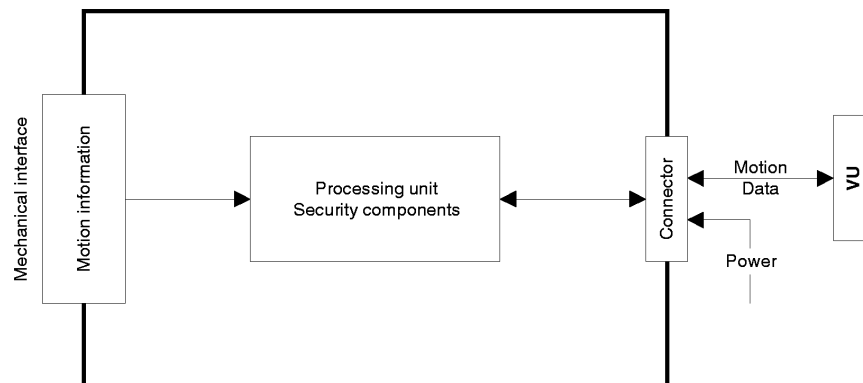 Mechanical interface
Motion information
Processing unit
Security components
Connector
Motion
Data
Power
VU